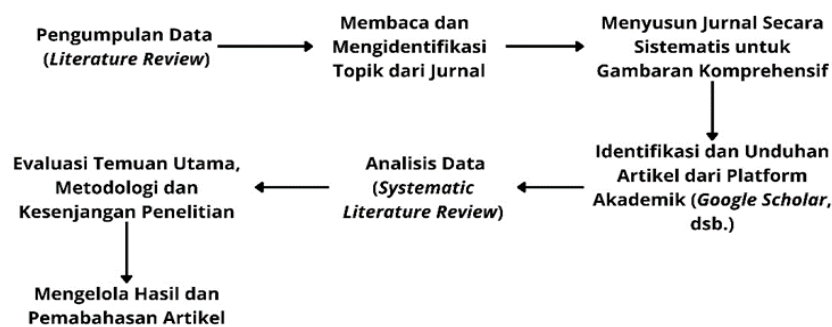 Pengumpulan Data
(Literature Review)
Membaca dan
Mengidentifikasi
Topik dari Jurnal
Menyusun Jurnal Secara
Sistematis untuk
Gambaran Komprehensif
Identifikasi dan Unduhan
Artikel dari Platform
Akademik (Google Scholar,
dsb.)
Analisis Data
(Systematic
Literature Review)
Evaluasi Temuan Utama,
Metodologi dan
Kesenjangan Penelitian
Mengelola Hasil dan
Pemabahasan Artikel